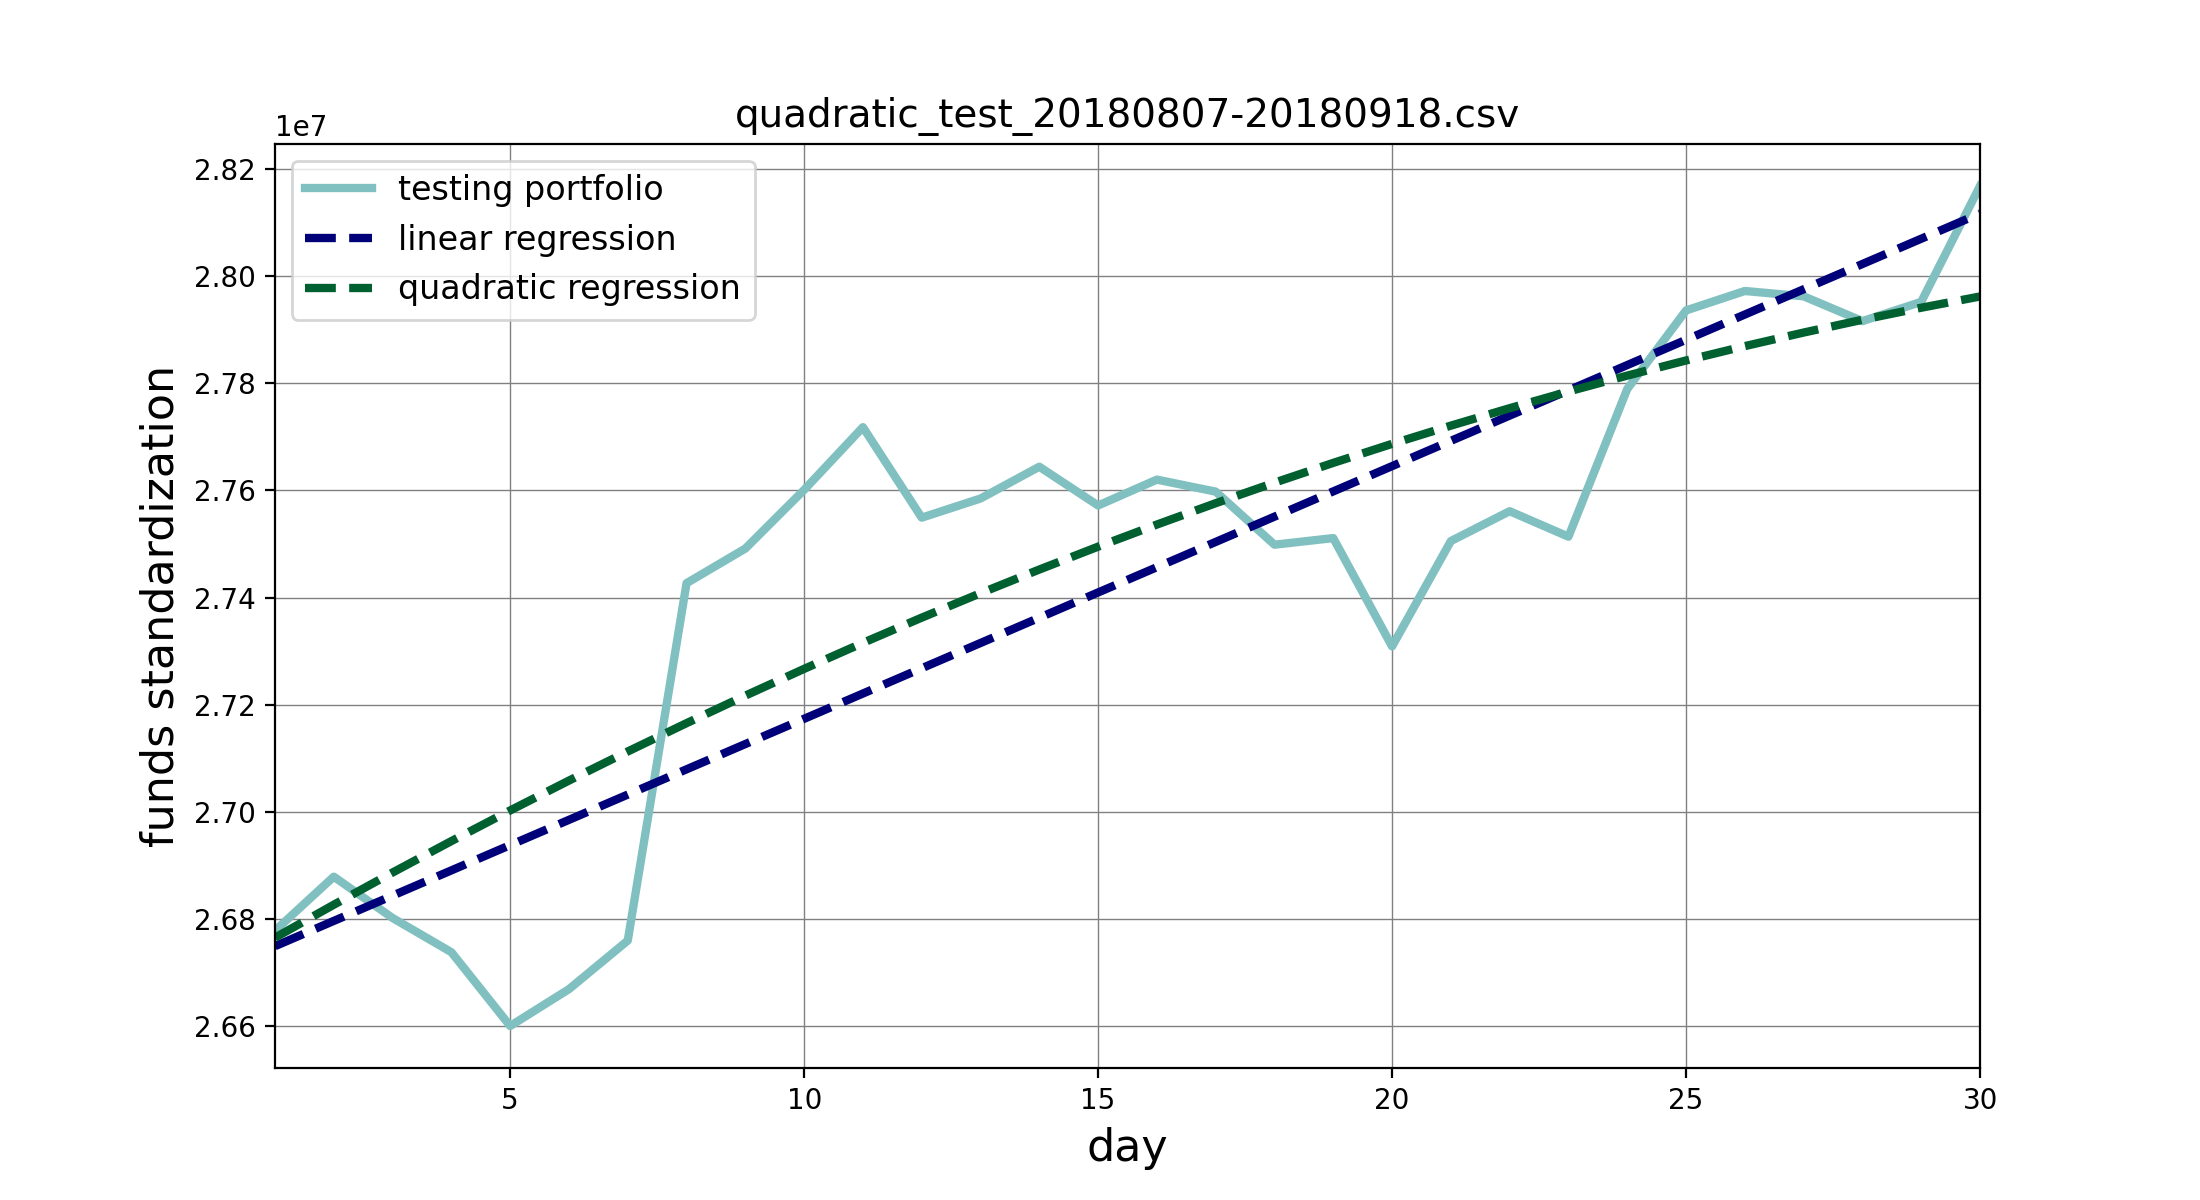 quadratic_test_20180807-20180918.csv
1e7
2.82
2.80
2.78
2.76
2.74
2.72
2.70
2.68
2.66
funds standardization
testing portfolio
linear regression
quadratic regression
5 10 15 20 25 30
day